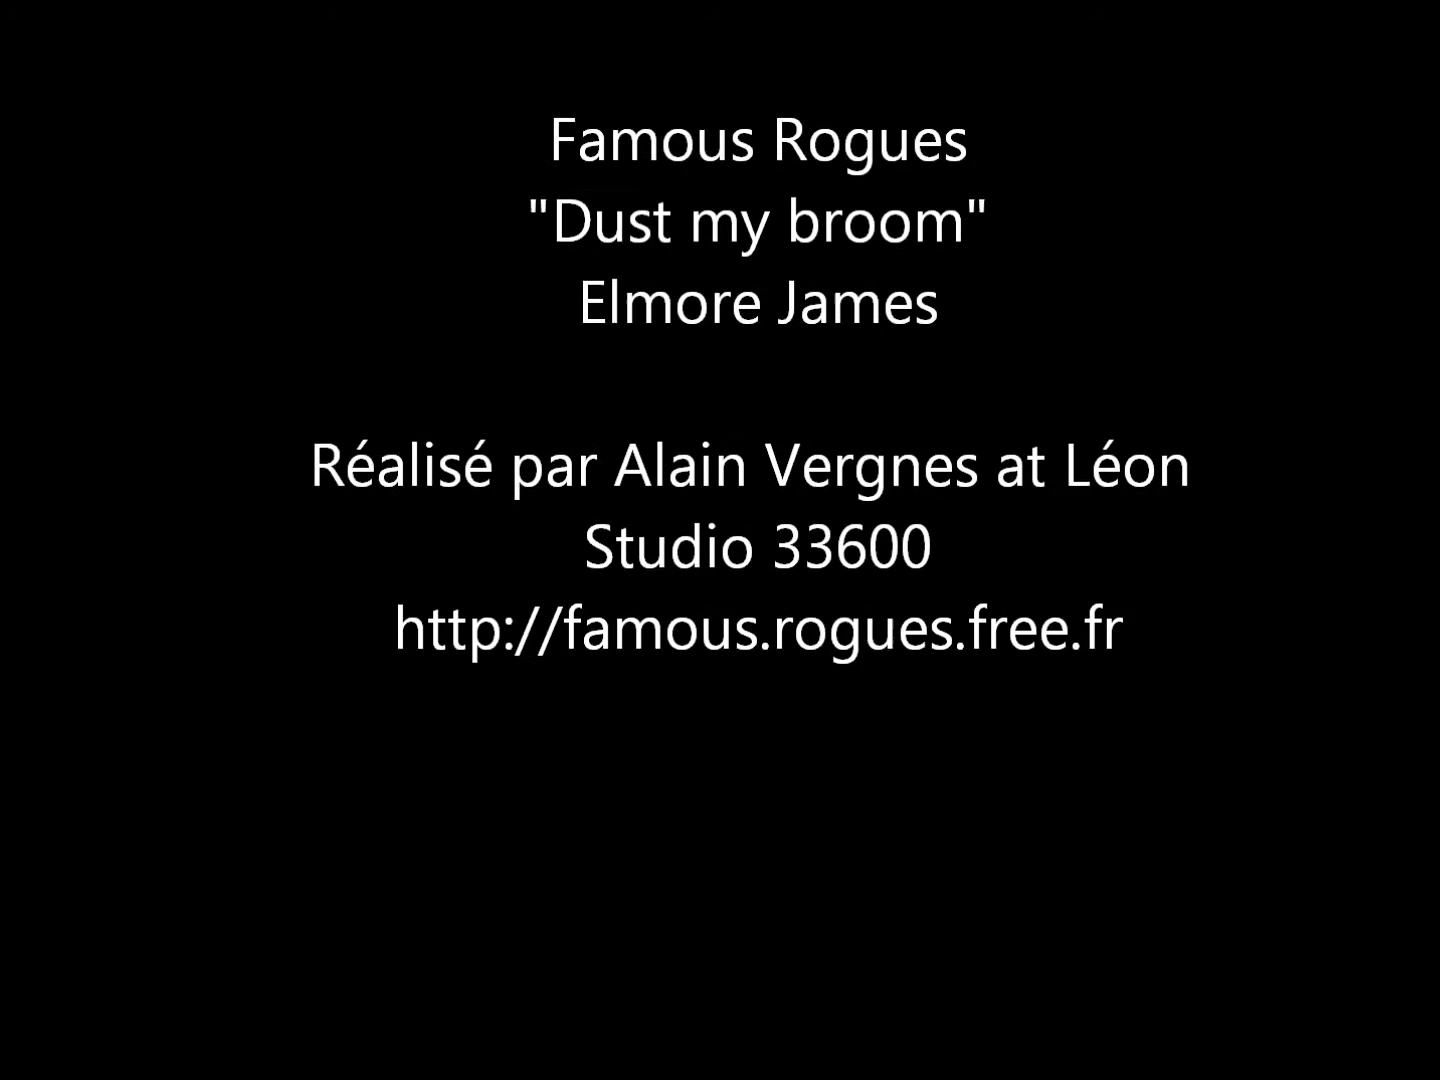 Famous Rogues
"Dust my broom"
Elmore James
Réalisé par Alain Vergnes at Léon
Studio 33600
http://famous.rogues.free.fr